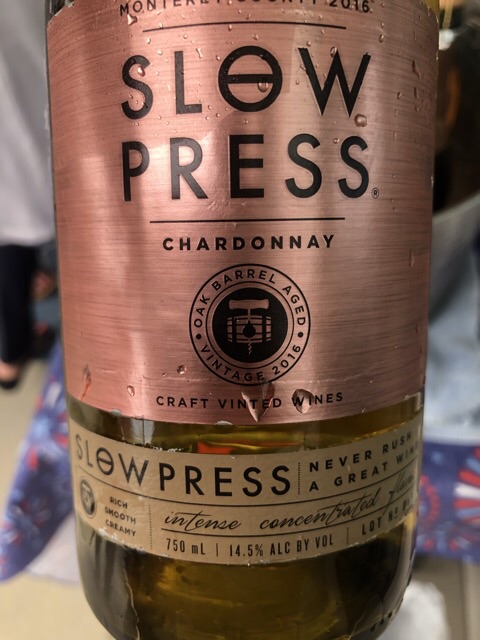 MONTEREY COUNTY 2016
SLOW
PRESS®
CHARDONNAY
OAK BARREL AGED
• VINTAGE 2016 •
CRAFT VINTED WINES
SLOWPRESS
NEVER RUSH
A GREAT WINE
RICH
SMOOTH
CREAMY
intense concentrated
750 mL | 14.5% ALC BY VOL | LOT